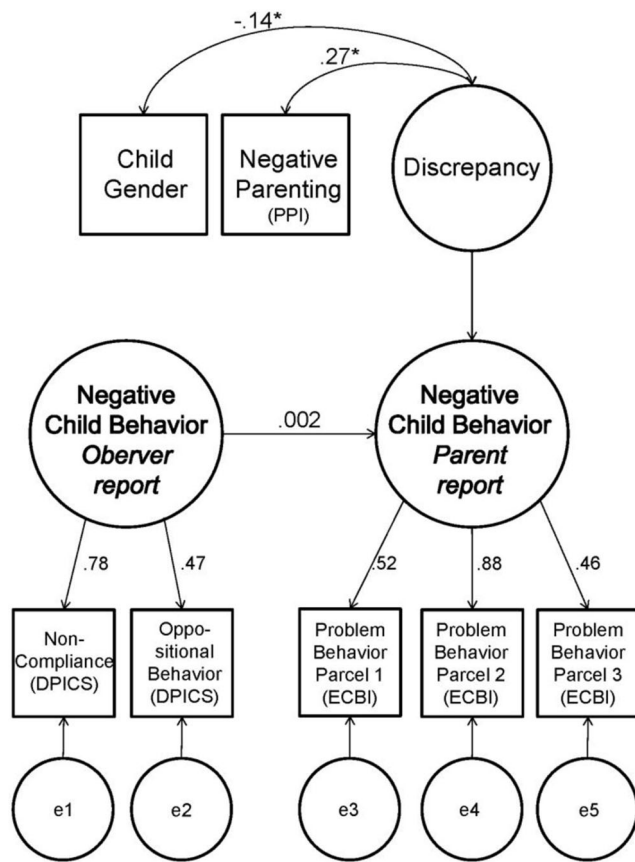 -.14*
.27*
Child
Gender
Negative
Parenting
(PPI)
Discrepancy
Negative
Child Behavior
Oberver
report
.002
Negative
Child Behavior
Parent
report
.78
.47
.52
.88
.46
Non-
Compliance
(DPICS)
Oppo-
sitional
Behavior
(DPICS)
Problem
Behavior
Parcel 1
(ECBI)
Problem
Behavior
Parcel 2
(ECBI)
Problem
Behavior
Parcel 3
(ECBI)
e1
e2
e3
e4
e5